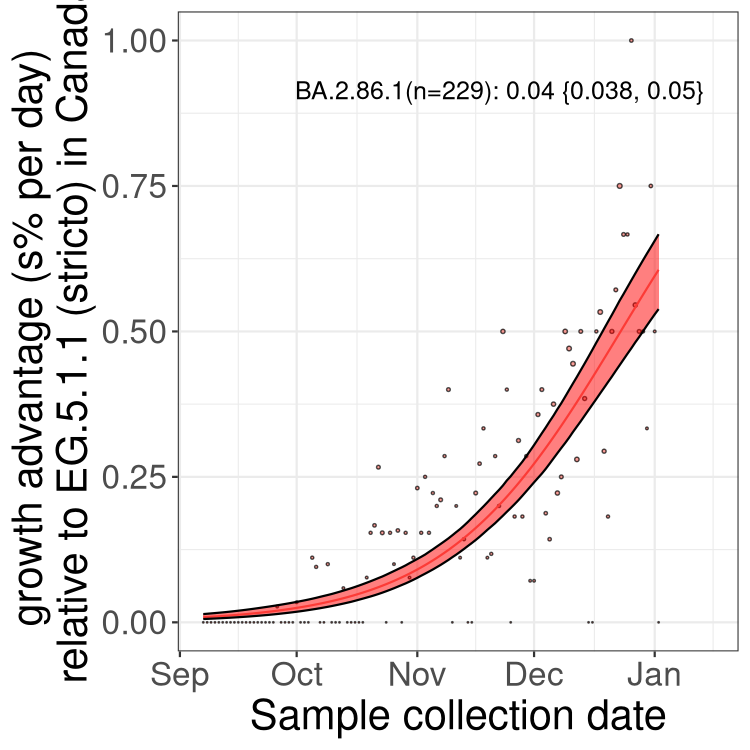 growth advantage (s% per day)
relative to EG.5.1.1 (stricto) in Canada
1.00
0.75
0.50
0.25
0.00
BA.2.86.1(n=229): 0.04 {0.038, 0.05}
Sep Oct Nov Dec Jan
Sample collection date